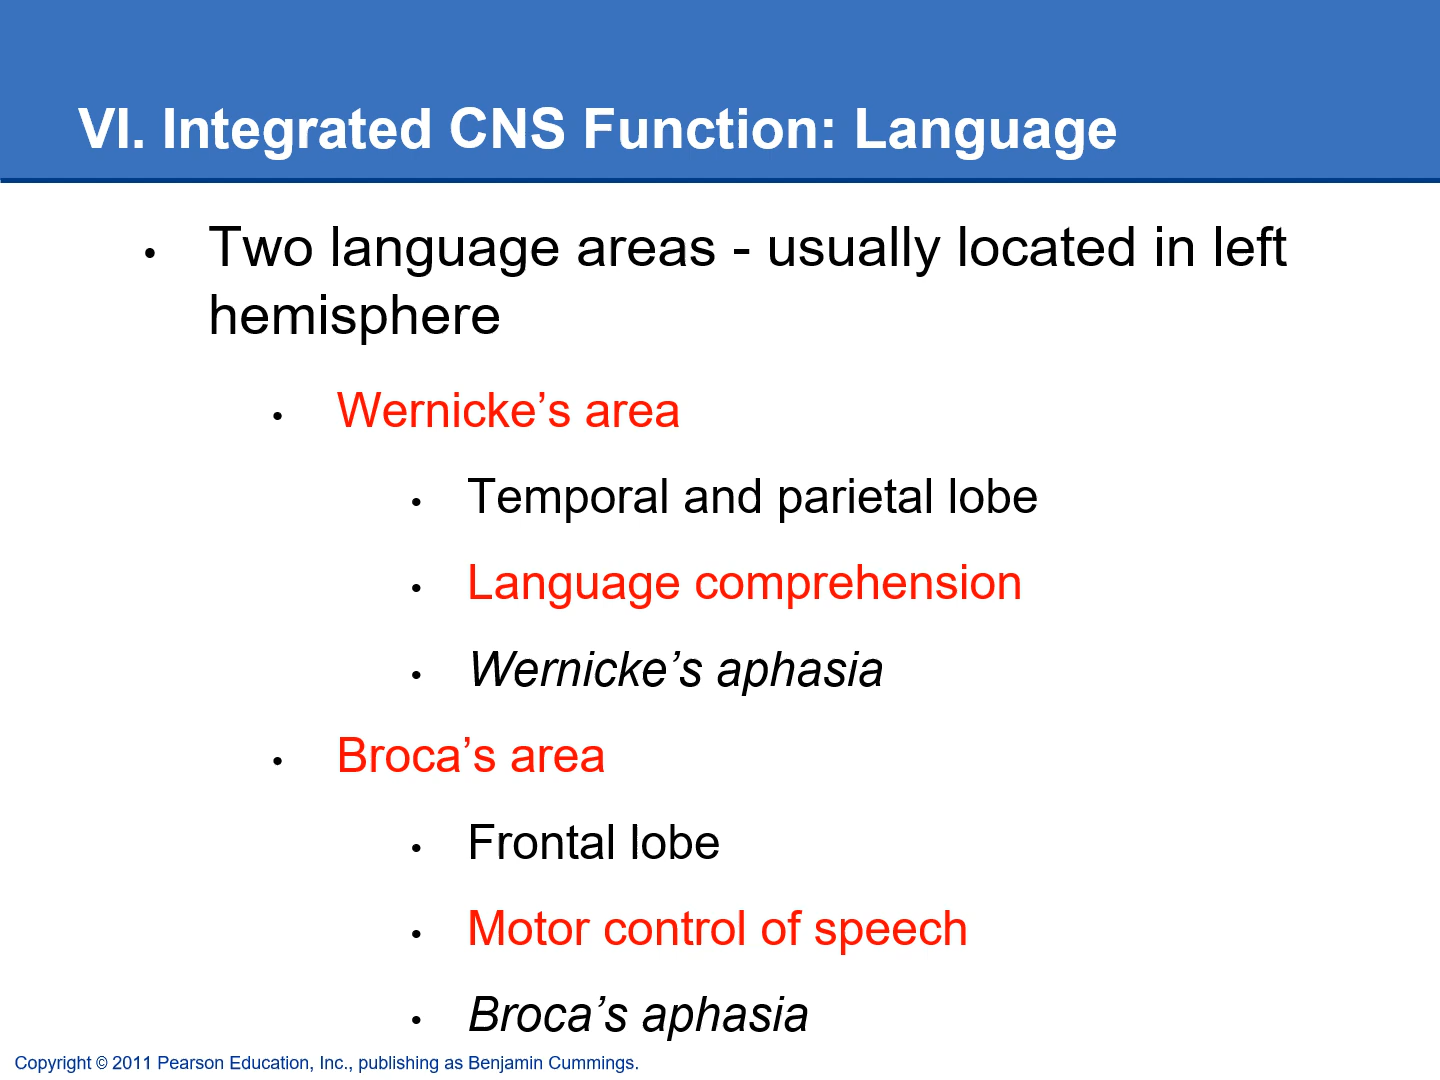 VI. Integrated CNS Function: Language
• Two language areas - usually located in left
hemisphere
• Wernicke’s area
• Temporal and parietal lobe
• Language comprehension
• Wernicke’s aphasia
• Broca’s area
• Frontal lobe
• Motor control of speech
• Broca’s aphasia
Copyright © 2011 Pearson Education, Inc., publishing as Benjamin Cummings.